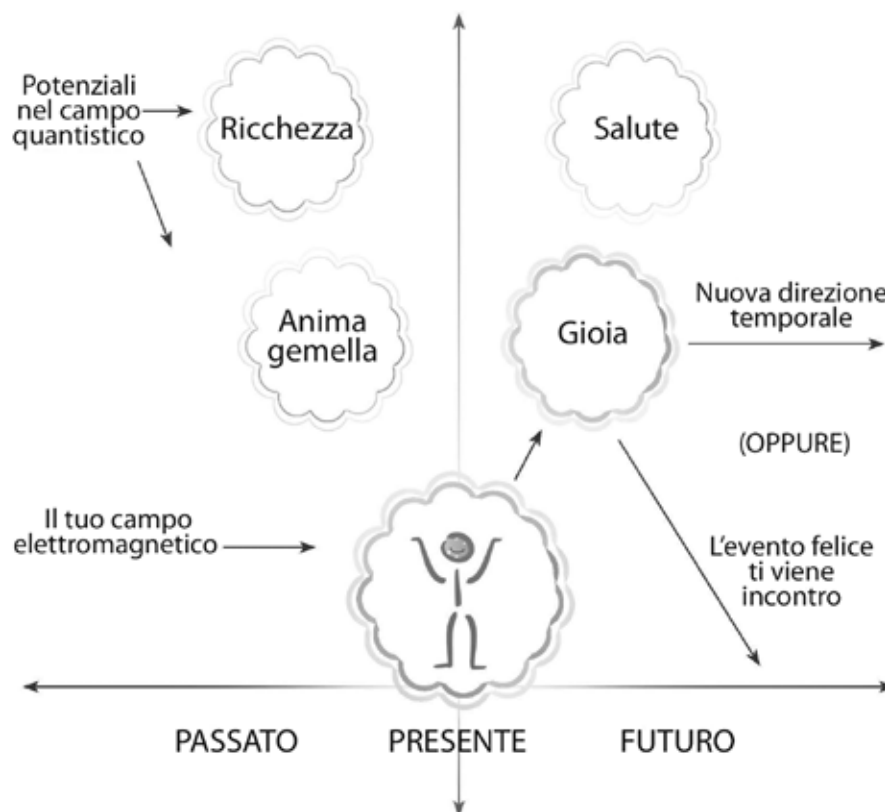 Potenziali
nel campo
quantistico
Ricchezza
Salute
Anima
gemella
Gioia
Nuova direzione
temporale
(OPPURE)
Il tuo campo
elettromagnetico
L'evento felice
ti viene
incontro
PASSATO
PRESENTE
FUTURO